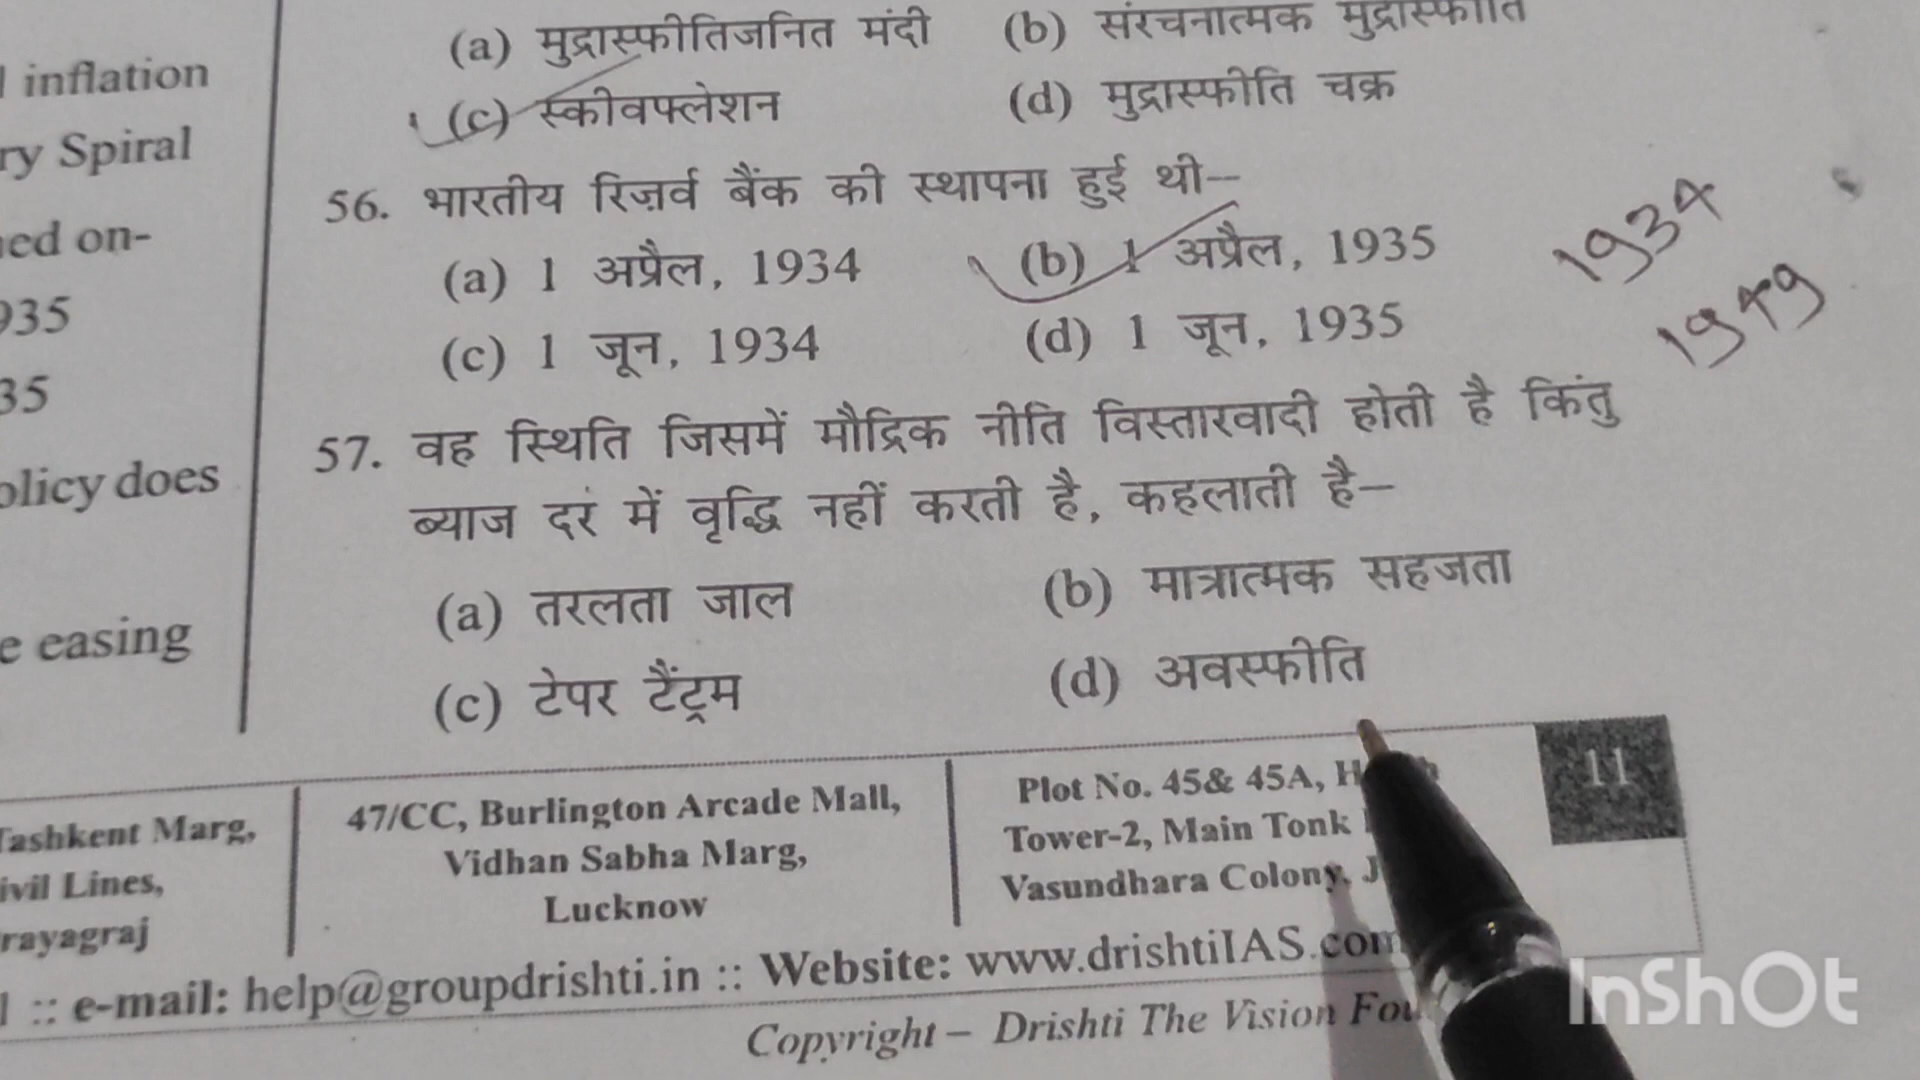 l inflation
ry Spiral
ed on-
935
35
olicy does
e easing
(a) मुद्रास्फीतिजनित मंदी (b) संरचनात्मक मुद्रास्फीति
(c) स्कीवफ्लेशन (d) मुद्रास्फीति चक्र
56. भारतीय रिज़र्व बैंक की स्थापना हुई थी–
(a) 1 अप्रैल, 1934 (b) 1 अप्रैल, 1935
(c) 1 जून, 1934 (d) 1 जून, 1935
1934
1949
57. वह स्थिति जिसमें मौद्रिक नीति विस्तारवादी होती है किंतु
ब्याज दर में वृद्धि नहीं करती है, कहलाती है–
(a) तरलता जाल (b) मात्रात्मक सहजता
(c) टेपर टैंट्रम (d) अवस्फीति
11
Tashkent Marg,
ivil Lines,
rayagraj
47/CC, Burlington Arcade Mall,
Vidhan Sabha Marg,
Lucknow
Plot No. 45& 45A, H
Tower-2, Main Tonk
Vasundhara Colony, J
:: e-mail: help@groupdrishti.in :: Website: www.drishtiIAS.com
Copyright – Drishti The Vision Fou
InShOt